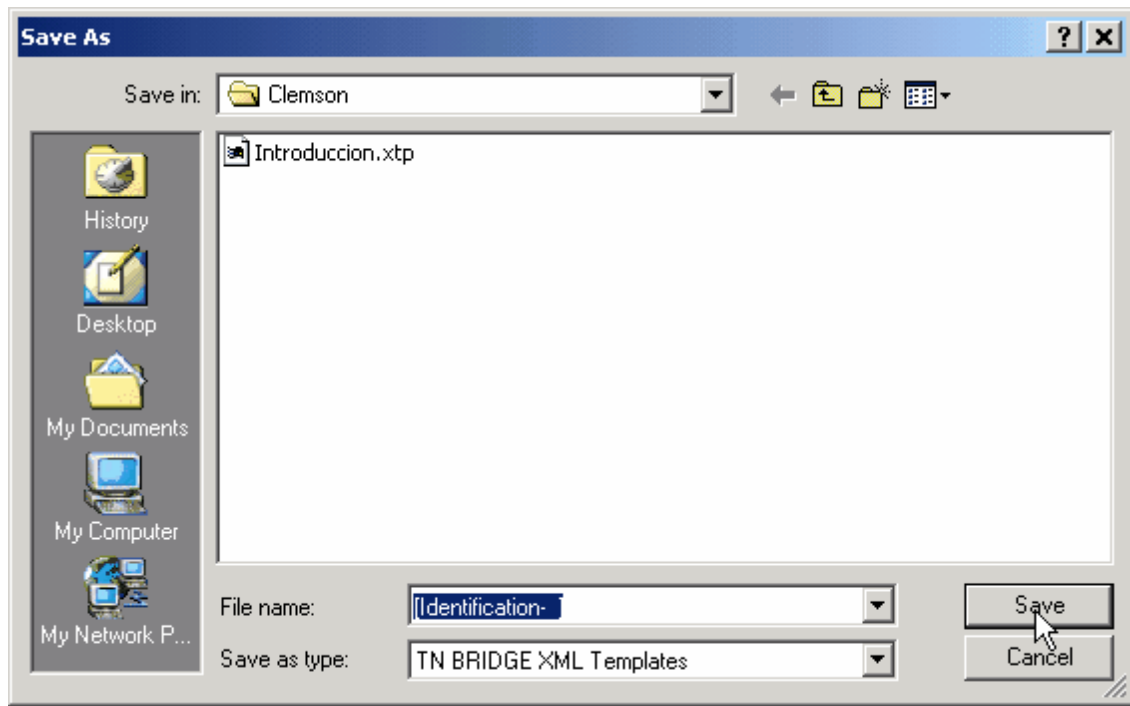 Save As
Save in: Clemson
Introduccion.xtp
History
Desktop
My Documents
My Computer
My Network P...
File name: [Identification- ]
Save
Save as type: TN BRIDGE XML Templates
Cancel